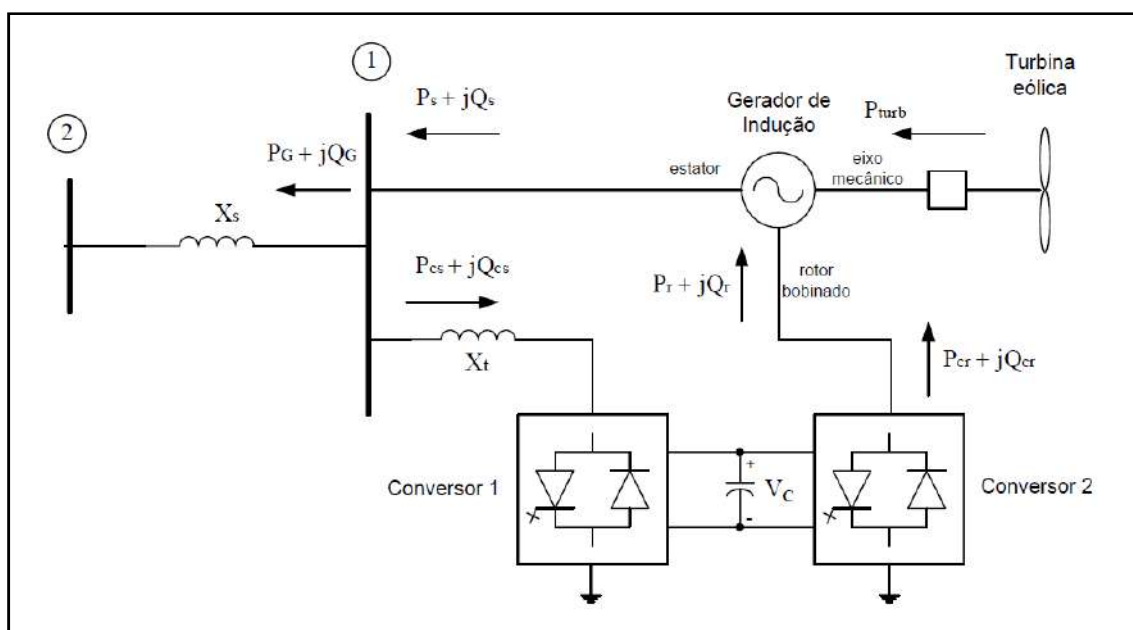 Turbina
eólica
1
Ps + jQs
Gerador de
Indução
Pturb
2
PG + jQG
estator
eixo
mecânico
Xs
Pcs + jQcs
Pr + jQr
rotor
bobinado
Xt
Pcr + jQcr
Conversor 1
+
VC
-
Conversor 2